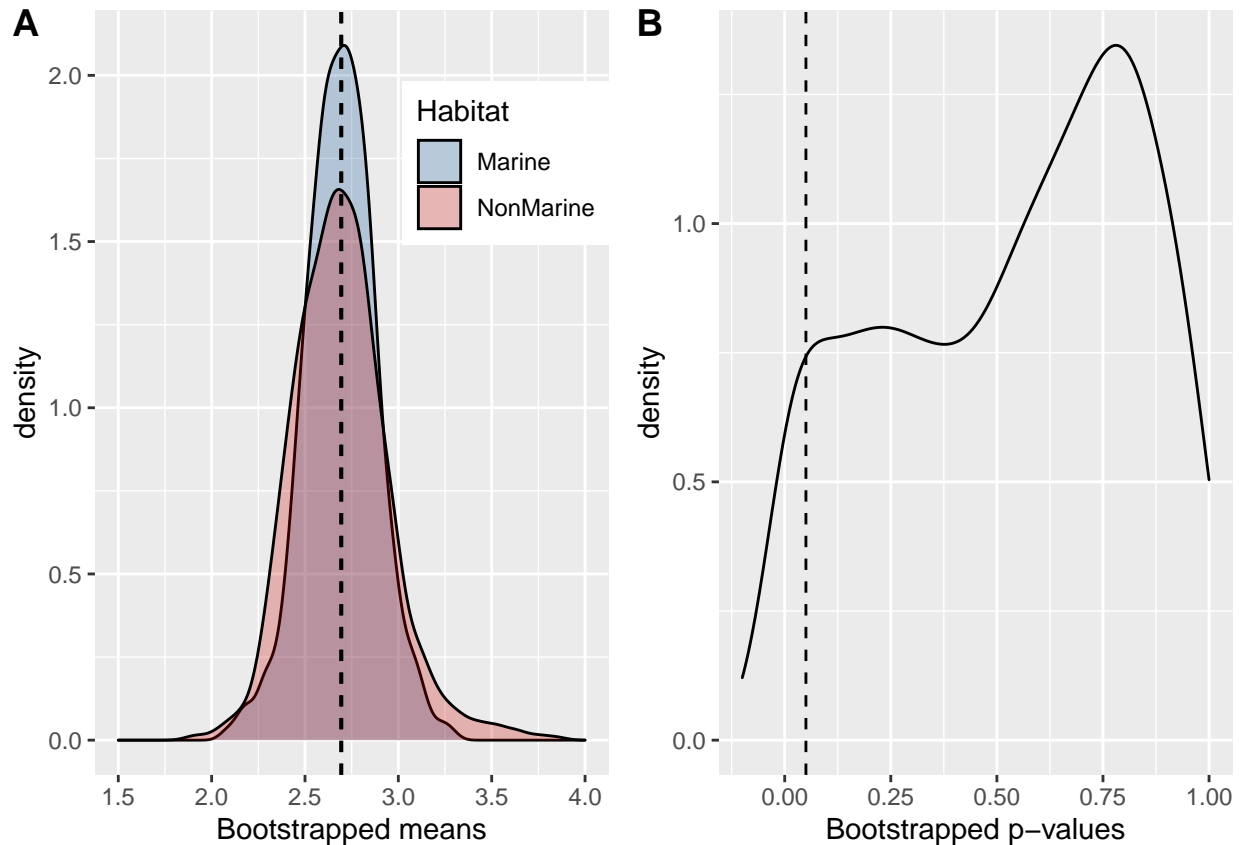 A
2.0
1.5
1.0
0.5
0.0
density
1.5 2.0 2.5 3.0 3.5 4.0
Bootstrapped means
Habitat
Marine
NonMarine
B
1.0
0.5
0.0
density
0.00 0.25 0.50 0.75 1.00
Bootstrapped p−values